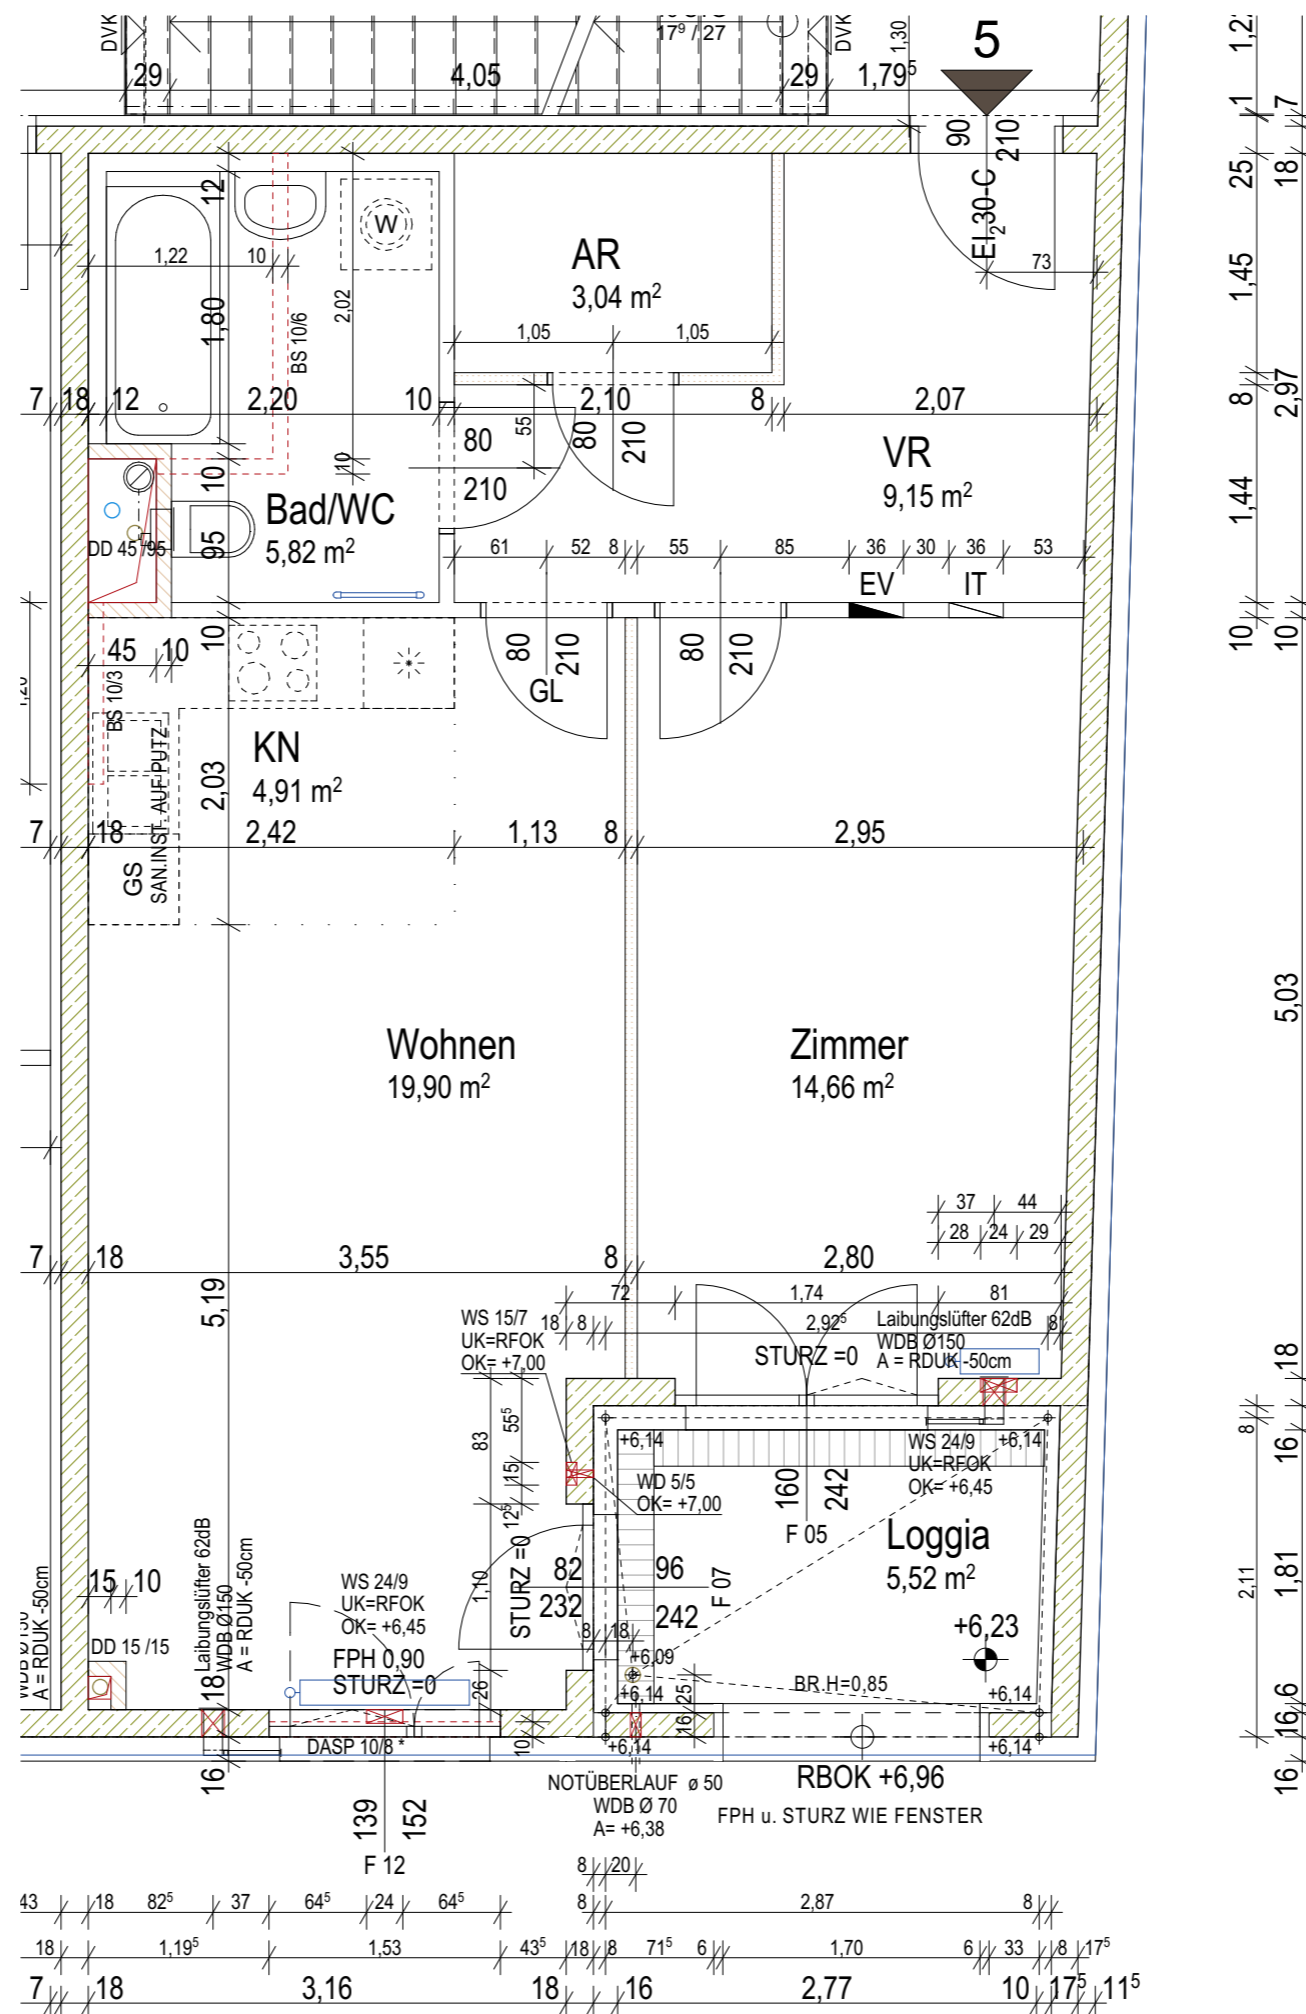 DVK
17⁹ / 27
DVK
1,30
5
29
4,05
29
1,79⁵
90
210
EI₂30-C
73
12
W
1,22
10
2,02
1,80
BS 10/6
AR
3,04 m²
1,05
1,05
7
18
12
2,20
10
2,10
8
2,07
55
80
210
80
210
10
10
VR
9,15 m²
Bad/WC
5,82 m²
DD 45 /95
95
61
52
8
55
85
36
30
36
53
EV
IT
10
45
10
80
210
GL
80
210
BS 10/3
KN
4,91 m²
2,03
SAN.INST. AUF PUTZ
GS
7
18
2,42
1,13
8
2,95
Wohnen
19,90 m²
Zimmer
14,66 m²
37
44
28
24
29
7
18
3,55
8
2,80
5,19
72
1,74
81
WS 15/7
UK=RFOK
OK= +7,00
18
8
2,92⁵
8
Laibungslüfter 62dB
WDB Ø150
A = RDUK -50cm
STURZ =0
83
55⁵
15
12⁵
+6,14
+6,14
WS 24/9
UK=RFOK
OK= +6,45
WD 5/5
OK= +7,00
160
242
F 05
Loggia
5,52 m²
1,10
STURZ =0
82
232
96
242
F 07
+6,23
8
18
+6,09
+6,14
25
16
BR.H=0,85
+6,14
+6,14
+6,14
A = RDUK -50cm
15
10
DD 15 /15
Laibungslüfter 62dB
WDB Ø150
A = RDUK -50cm
WS 24/9
UK=RFOK
OK= +6,45
FPH 0,90
STURZ =0
26
18
10
DASP 10/8 *
16
139
152
F 12
NOTÜBERLAUF ø 50
WDB Ø 70
A= +6,38
RBOK +6,96
FPH u. STURZ WIE FENSTER
8
20
43
18
82⁵
37
64⁵
24
64⁵
8
2,87
8
18
1,19⁵
1,53
43⁵
18
8
71⁵
6
1,70
6
33
8
17⁵
7
18
3,16
18
16
2,77
10
17⁵
11⁵
1
7
25
18
1,45
8
2,97
1,44
10
10
5,03
18
8
16
2,11
1,81
6
16
16